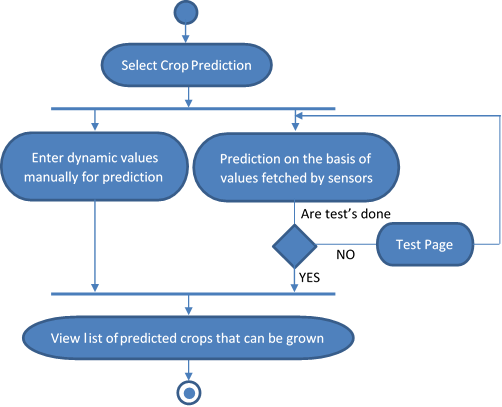 Select Crop Prediction
Enter dynamic values
manually for prediction
Prediction on the basis of
values fetched by sensors
Are test's done
NO
Test Page
YES
View list of predicted crops that can be grown